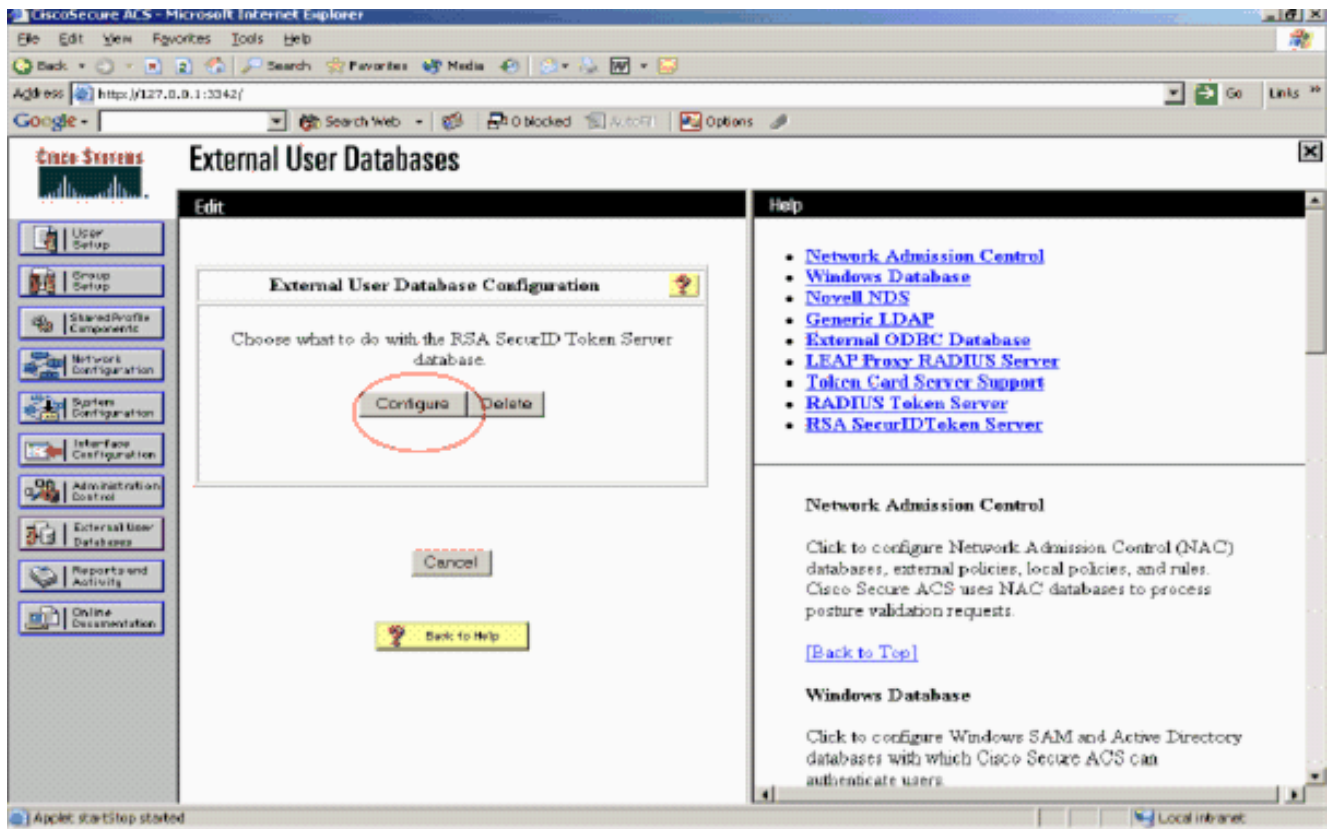 CiscoSecure ACS - Microsoft Internet Explorer
File Edit View Favorites Tools Help
Back Search Favorites Media
Address http://127.0.0.1:3342/ Go Links »
Google - Search Web 0 blocked AutoFill Options
Cisco Systems
External User Databases
Edit
User Setup
Group Setup
Shared Profile Components
Network Configuration
System Configuration
Interface Configuration
Administration Control
External User Databases
Reports and Activity
Online Documentation
External User Database Configuration
Choose what to do with the RSA SecurID Token Server
database.
Configure Delete
Cancel
Back to Help
Help
• Network Admission Control
• Windows Database
• Novell NDS
• Generic LDAP
• External ODBC Database
• LEAP Proxy RADIUS Server
• Token Card Server Support
• RADIUS Token Server
• RSA SecurIDToken Server
Network Admission Control
Click to configure Network Admission Control (NAC)
databases, external policies, local policies, and rules.
Cisco Secure ACS uses NAC databases to process
posture validation requests.
[Back to Top]
Windows Database
Click to configure Windows SAM and Active Directory
databases with which Cisco Secure ACS can
authenticate users.
Applet startStop started
Local intranet